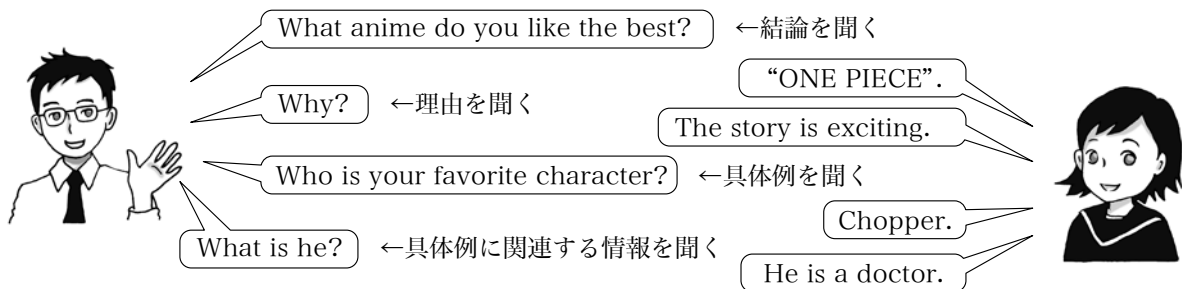 What anime do you like the best? ←結論を聞く
“ONE PIECE”.
Why? ←理由を聞く
The story is exciting.
Who is your favorite character? ←具体例を聞く
Chopper.
What is he? ←具体例に関連する情報を聞く
He is a doctor.